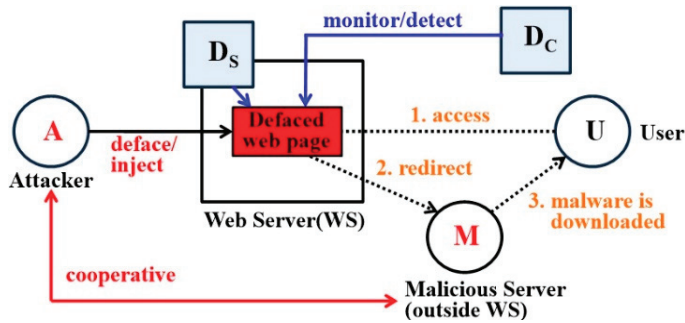 monitor/detect
D_S
D_C
Defaced
web page
1. access
A
U
User
deface/
inject
Attacker
2. redirect
3. malware is
downloaded
Web Server(WS)
M
cooperative
Malicious Server
(outside WS)